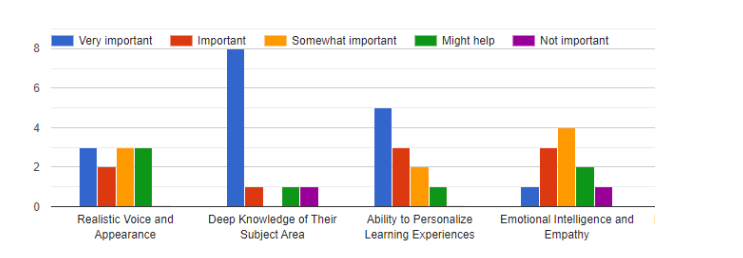 Very important Important Somewhat important Might help Not important
8
6
4
2
0
Realistic Voice and
Appearance
Deep Knowledge of Their
Subject Area
Ability to Personalize
Learning Experiences
Emotional Intelligence and
Empathy